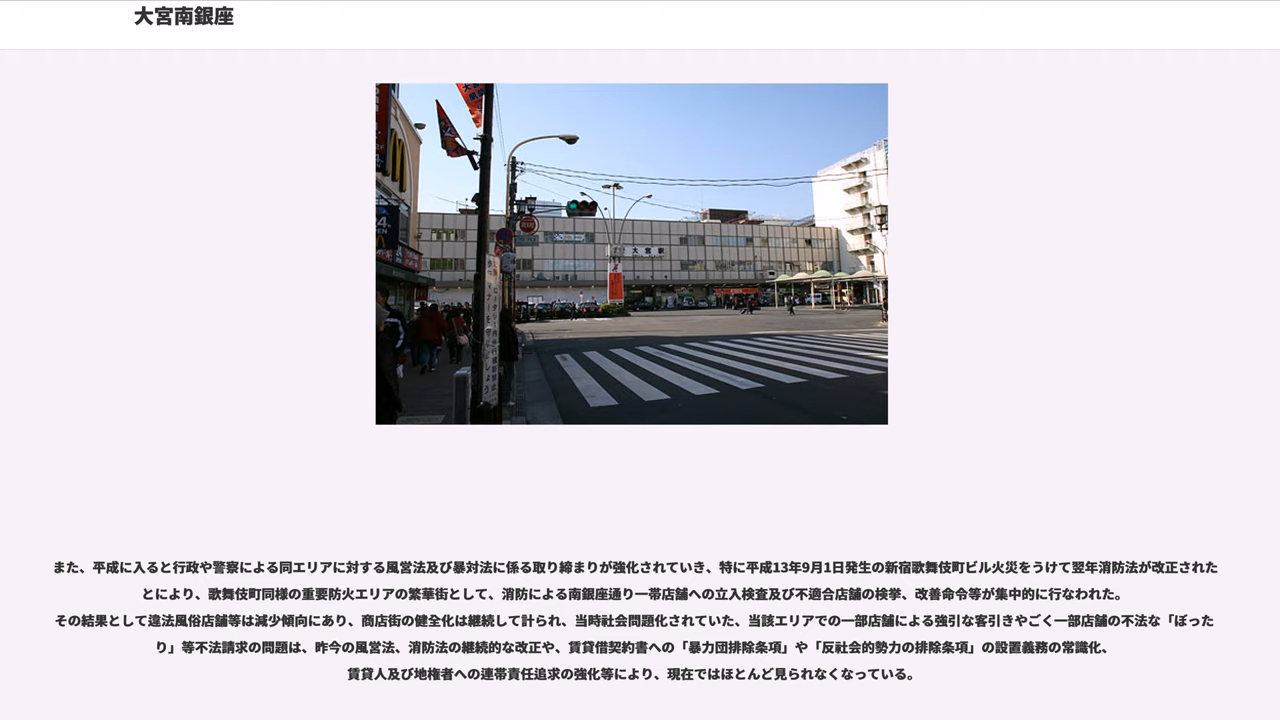 大宮南銀座
大宮駅
また、平成に入ると行政や警察による同エリアに対する風営法及び暴対法に係る取り締まりが強化されていき、特に平成13年9月1日発生の新宿歌舞伎町ビル火災をうけて翌年消防法が改正された
とにより、歌舞伎町同様の重要防火エリアの繁華街として、消防による南銀座通り一帯店舗への立入検査及び不適合店舗の検挙、改善命令等が集中的に行なわれた。
その結果として違法風俗店舗等は減少傾向にあり、商店街の健全化は継続して計られ、当時社会問題化されていた、当該エリアでの一部店舗による強引な客引きやごく一部店舗の不法な「ぼった
り」等不法請求の問題は、昨今の風営法、消防法の継続的な改正や、賃貸借契約書への「暴力団排除条項」や「反社会的勢力の排除条項」の設置義務の常識化、
賃貸人及び地権者への連帯責任追求の強化等により、現在ではほとんど見られなくなっている。